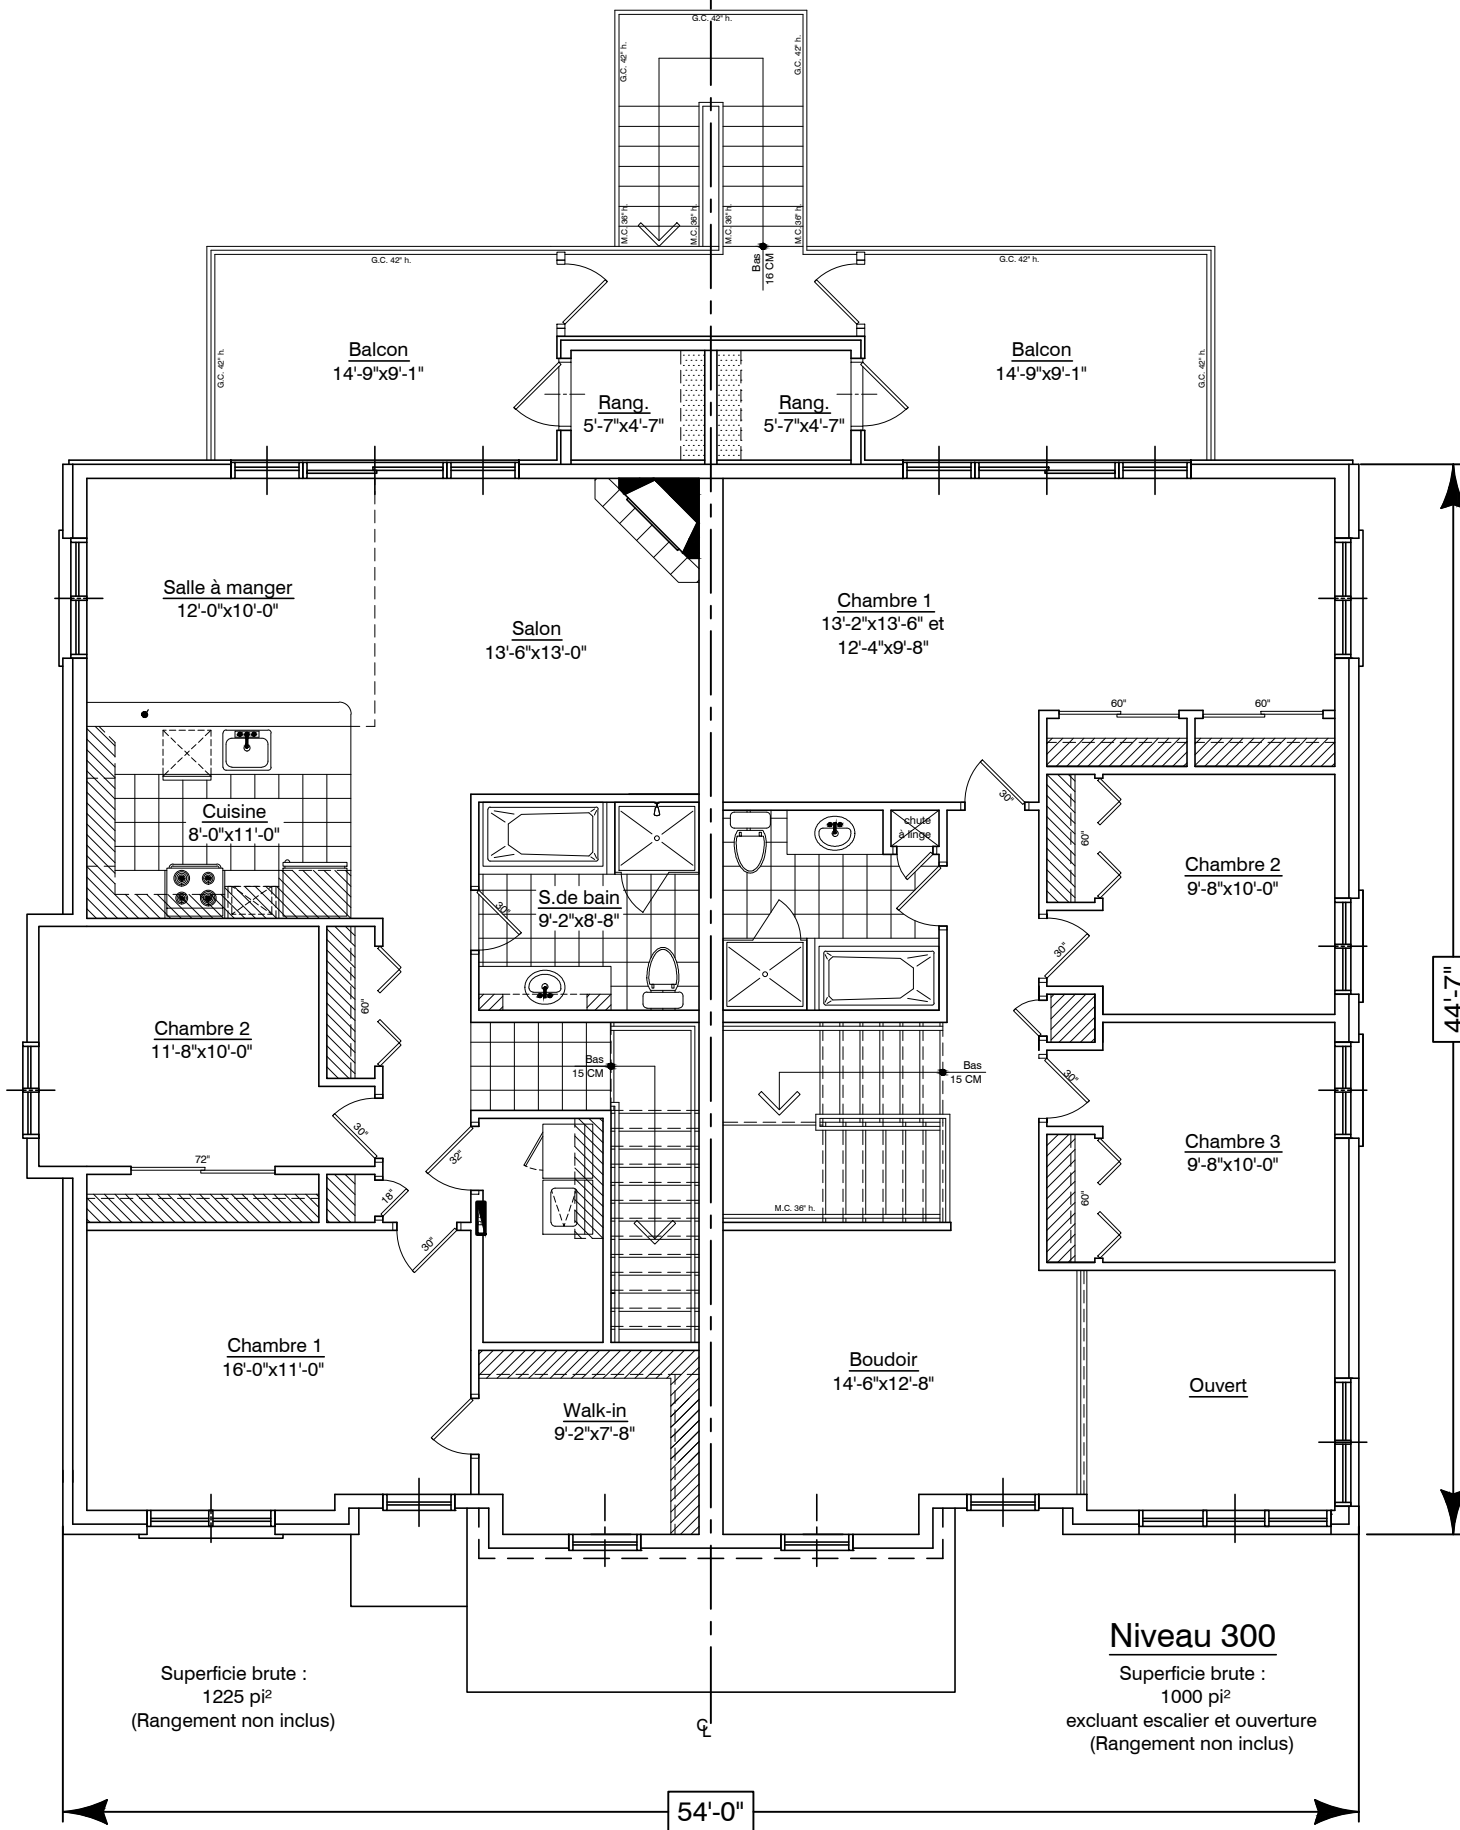 G.C. 42" h.
G.C. 42" h.
G.C. 42" h.
M.C. 36" h.
M.C. 36" h.
M.C. 36" h.
M.C. 36" h.
G.C. 42" h.
Bas
16 CM
G.C. 42" h.
G.C. 42" h.
Balcon
14'-9"x9'-1"
Balcon
14'-9"x9'-1"
G.C. 42" h.
Rang.
5'-7"x4'-7"
Rang.
5'-7"x4'-7"
Salle à manger
12'-0"x10'-0"
Salon
13'-6"x13'-0"
Chambre 1
13'-2"x13'-6" et
12'-4"x9'-8"
60"
60"
Cuisine
8'-0"x11'-0"
30"
chute
à linge
60"
Chambre 2
9'-8"x10'-0"
S.de bain
9'-2"x8'-8"
30"
30"
44'-7"
60"
Chambre 2
11'-8"x10'-0"
Bas
15 CM
Bas
15 CM
30"
30"
72"
32"
18"
30"
Chambre 3
9'-8"x10'-0"
60"
M.C. 36" h.
Chambre 1
16'-0"x11'-0"
Boudoir
14'-6"x12'-8"
Ouvert
Walk-in
9'-2"x7'-8"
Niveau 300
Superficie brute :
1225 pi²
(Rangement non inclus)
Superficie brute :
1000 pi²
excluant escalier et ouverture
(Rangement non inclus)
CL
54'-0"